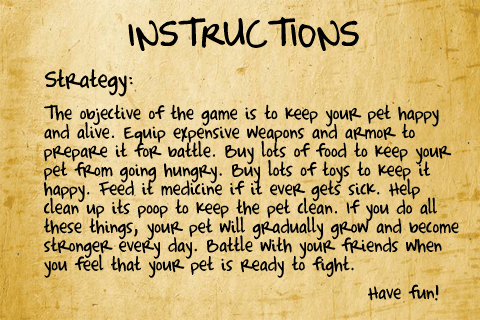 INSTRUCTIONS
Strategy:
The objective of the game is to keep your pet happy
and alive. Equip expensive weapons and armor to
prepare it for battle. Buy lots of food to keep your
pet from going hungry. Buy lots of toys to keep it
happy. Feed it medicine if it ever gets sick. Help
clean up its poop to keep the pet clean. If you do all
these things, your pet will gradually grow and become
stronger every day. Battle with your friends when
you feel that your pet is ready to fight.
Have fun!